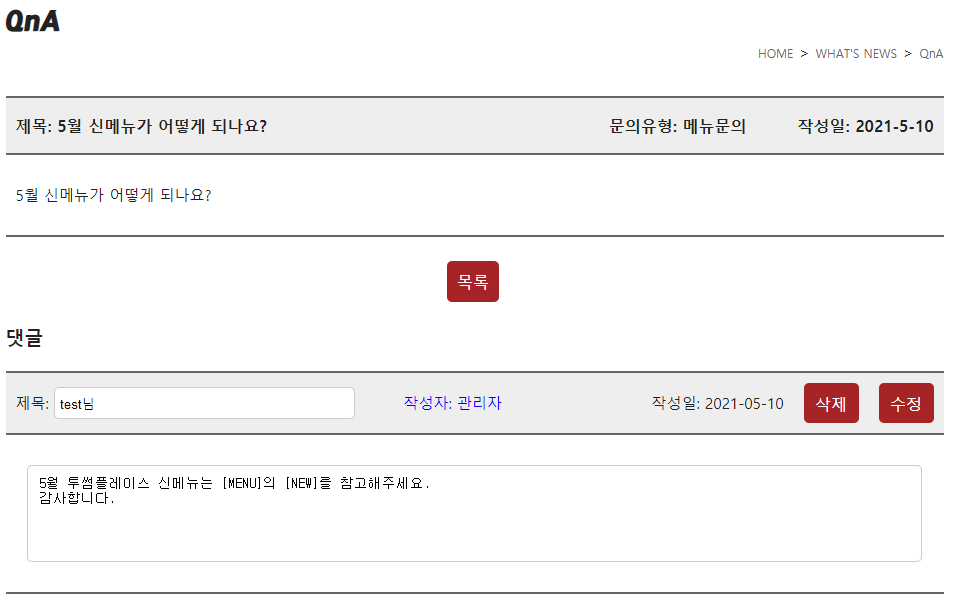 QnA
HOME > WHAT'S NEWS > QnA
제목: 5월 신메뉴가 어떻게 되나요? 문의유형: 메뉴문의 작성일: 2021-5-10
5월 신메뉴가 어떻게 되나요?
목록
댓글
제목: test님 작성자: 관리자 작성일: 2021-05-10 삭제 수정
5월 투썸플레이스 신메뉴는 [MENU]의 [NEW]를 참고해주세요.
감사합니다.